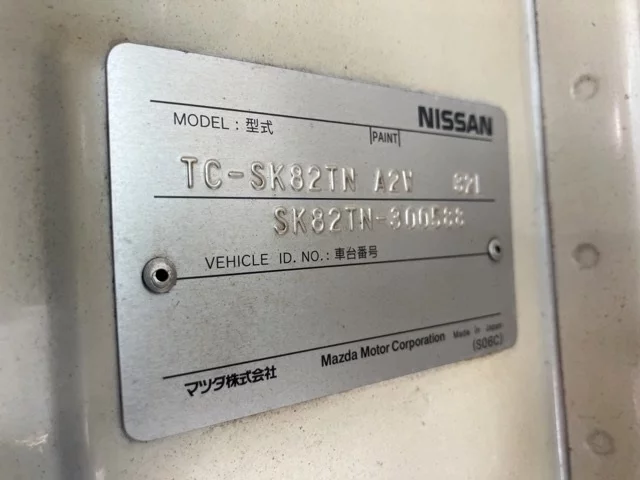 NISSAN
MODEL : 型式
PAINT
TC-SK82TN A2W
SK82TN-300588
VEHICLE ID. NO. : 車台番号
マツダ株式会社 Mazda Motor Corporation Made in Japan
(S06C)